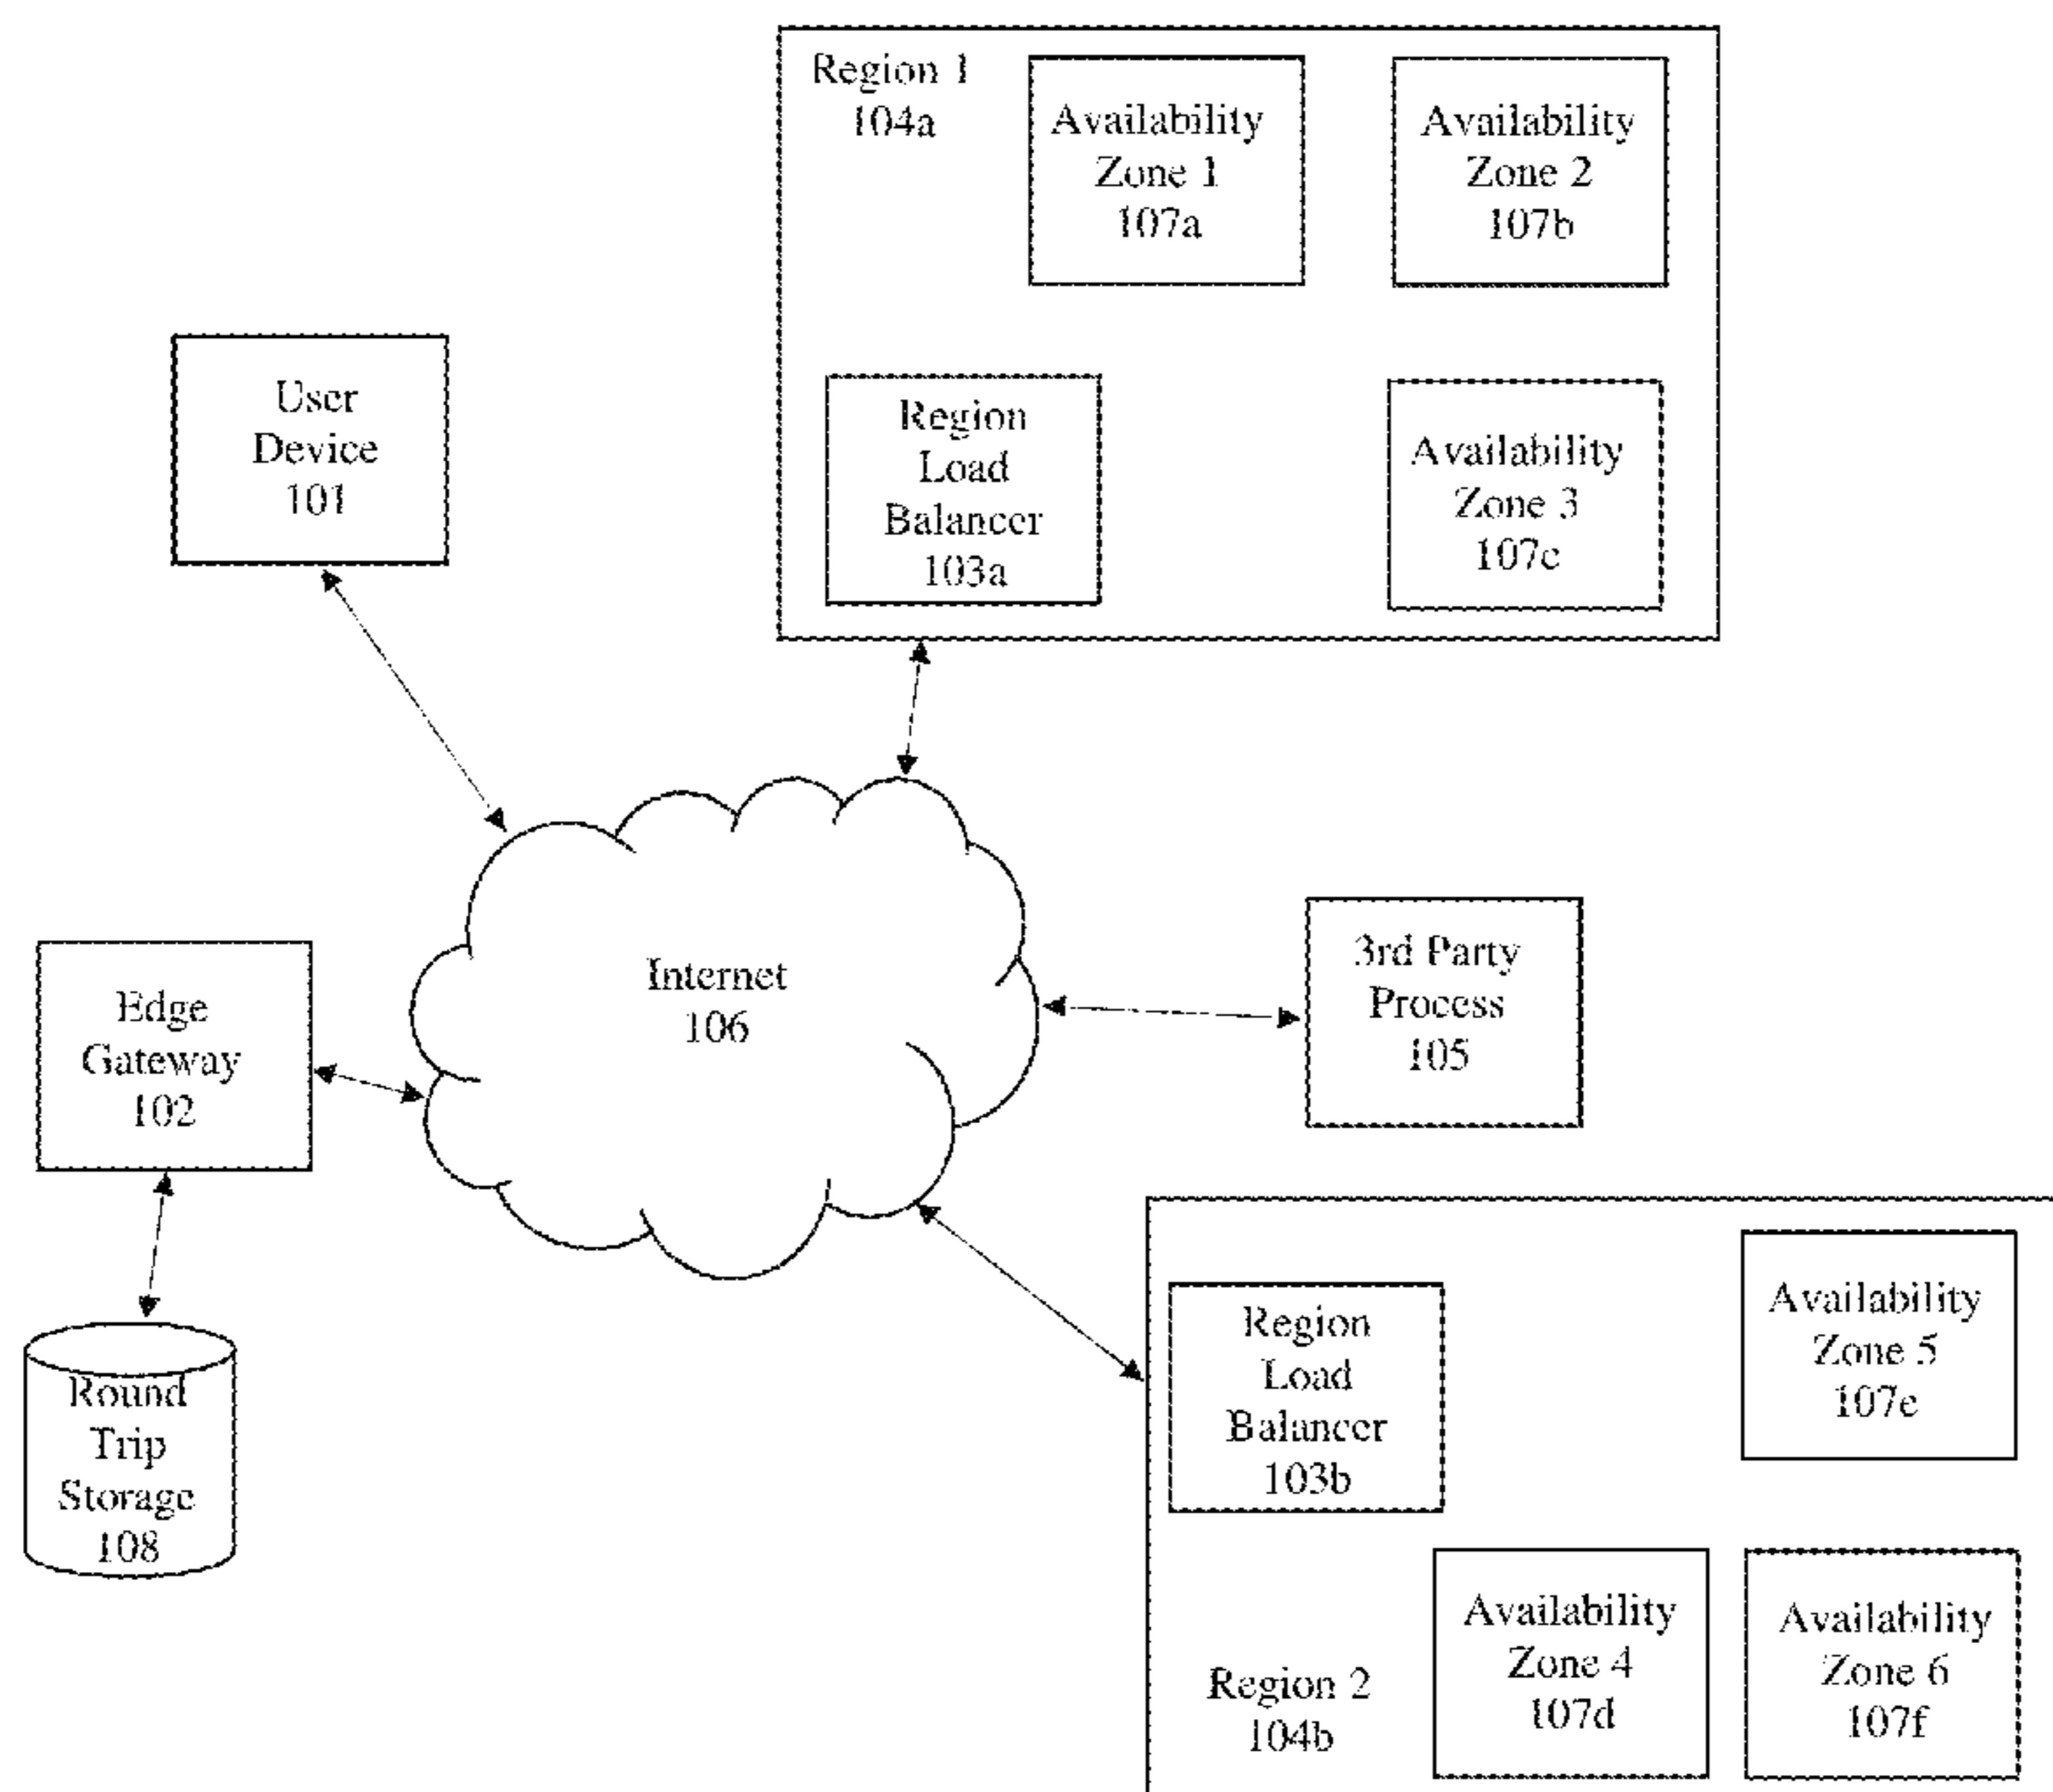 Region 1
104a
Availability
Zone 1
107a
Availability
Zone 2
107b
User
Device
101
Region
Load
Balancer
103a
Availability
Zone 3
107c
Internet
106
3rd Party
Process
105
Edge
Gateway
102
Round
Trip
Storage
108
Region
Load
Balancer
103b
Availability
Zone 5
107e
Region 2
104b
Availability
Zone 4
107d
Availability
Zone 6
107f